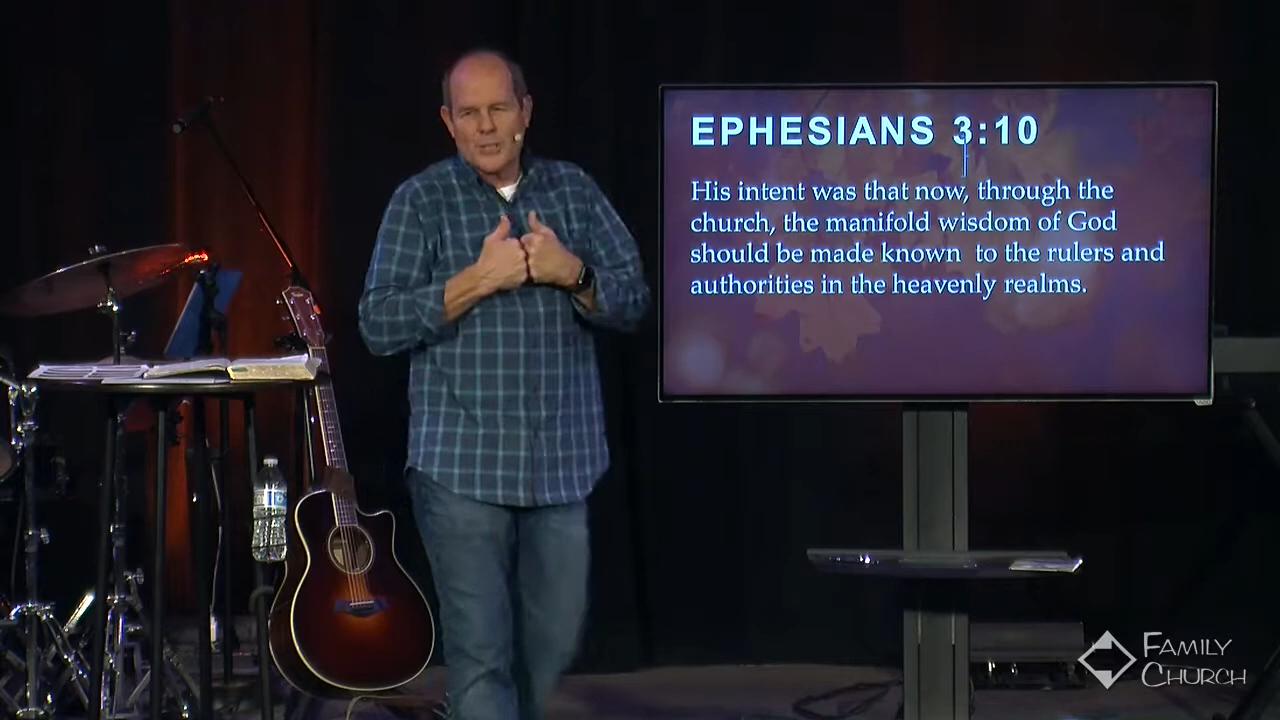 EPHESIANS 3:10
His intent was that now, through the
church, the manifold wisdom of God
should be made known  to the rulers and
authorities in the heavenly realms.
FAMILY
CHURCH